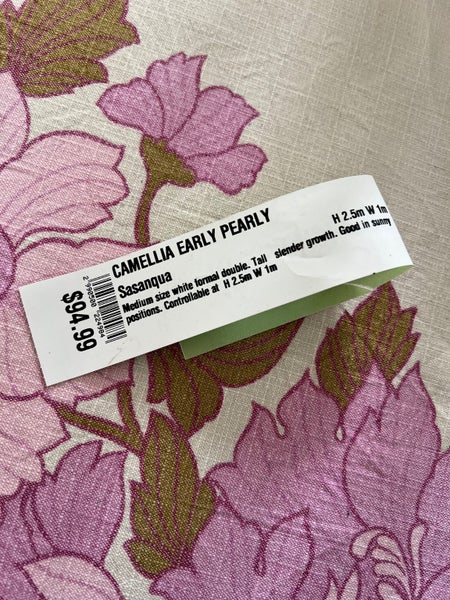 CAMELLIA EARLY PEARLY
Sasanqua H 2.5m W 1m
Medium size white formal double. Tall slender growth. Good in sunny
positions. Controllable at H 2.5m W 1m
$94.99